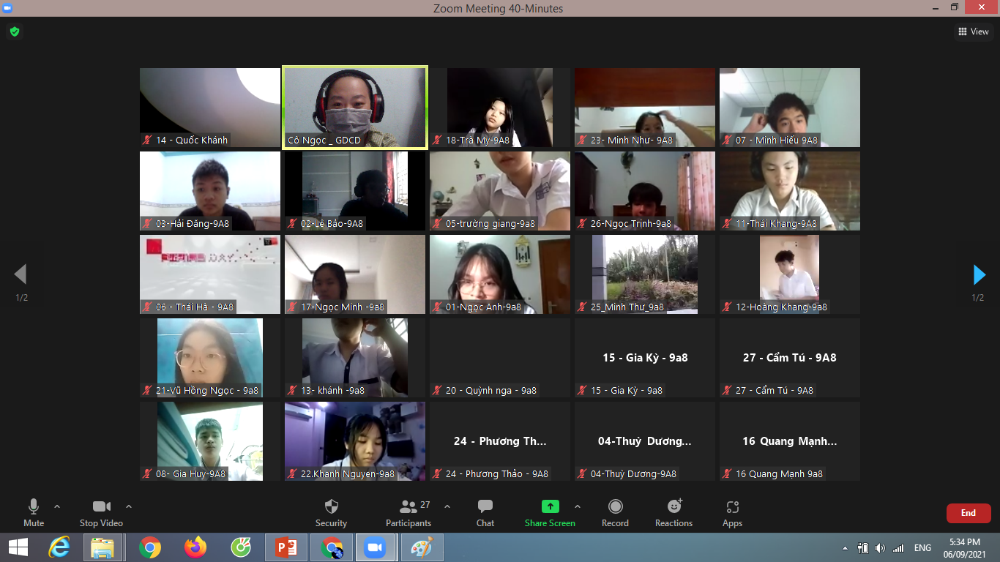 Zoom Meeting 40-Minutes
View
14 - Quốc Khánh
Cô Ngọc _ GDCD
18-Trà My-9A8
23- Minh Như- 9A8
07 - Minh Hiếu 9A8
03-Hải Đăng-9A8
02-Lê Bảo-9A8
05-trường giang-9a8
26-Ngọc Trịnh-9a8
11-Thái Khang-9A8
06 - Thái Hà - 9A8
17-Ngọc Minh -9a8
01-Ngọc Anh-9a8
25_Minh Thư_9a8
12-Hoàng Khang-9a8
1/2
1/2
21-Vũ Hồng Ngọc - 9a8
13- khánh -9a8
20 - Quỳnh nga - 9a8
15 - Gia Kỳ - 9a8
15 - Gia Kỳ - 9a8
27 - Cẩm Tú - 9A8
27 - Cẩm Tú - 9A8
08- Gia Huy-9A8
22.Khanh Nguyen-9a8
24 - Phương Th...
24 - Phương Thảo - 9A8
04-Thuỳ Dương...
04-Thuỳ Dương-9A8
16 Quang Mạnh...
16 Quang Mạnh 9a8
Mute
Stop Video
Security
Participants
27
Chat
Share Screen
Record
Reactions
Apps
End
ENG
5:34 PM
06/09/2021